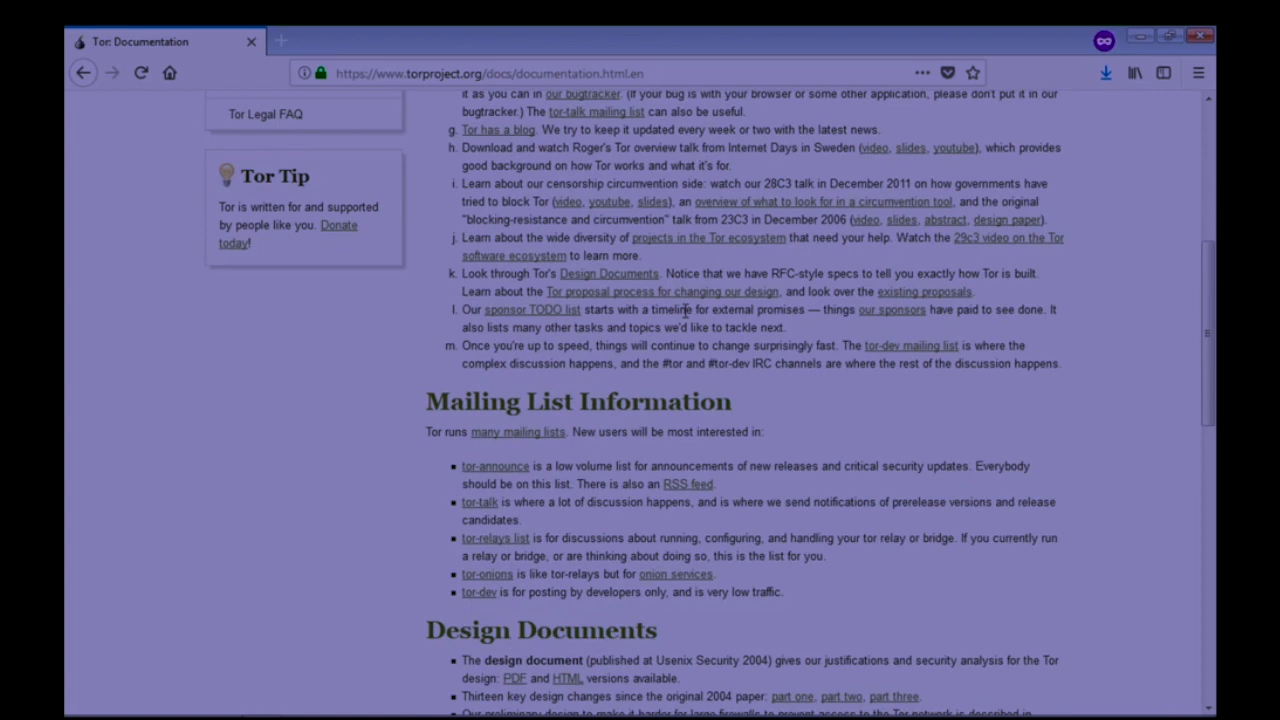 Tor: Documentation
https://www.torproject.org/docs/documentation.html.en
Tor Legal FAQ
Tor Tip
Tor is written for and supported
by people like you. Donate
today!
it as you can in our bugtracker. (If your bug is with your browser or some other application, please don't put it in our
bugtracker.) The tor-talk mailing list can also be useful.
g. Tor has a blog. We try to keep it updated every week or two with the latest news.
h. Download and watch Roger's Tor overview talk from Internet Days in Sweden (video, slides, youtube), which provides
good background on how Tor works and what it's for.
i. Learn about our censorship circumvention side: watch our 28C3 talk in December 2011 on how governments have
tried to block Tor (video, youtube, slides), an overview of what to look for in a circumvention tool, and the original
"blocking-resistance and circumvention" talk from 23C3 in December 2006 (video, slides, abstract, design paper).
j. Learn about the wide diversity of projects in the Tor ecosystem that need your help. Watch the 29c3 video on the Tor
software ecosystem to learn more.
k. Look through Tor's Design Documents. Notice that we have RFC-style specs to tell you exactly how Tor is built.
Learn about the Tor proposal process for changing our design, and look over the existing proposals.
l. Our sponsor TODO list starts with a timeline for external promises — things our sponsors have paid to see done. It
also lists many other tasks and topics we'd like to tackle next.
m. Once you're up to speed, things will continue to change surprisingly fast. The tor-dev mailing list is where the
complex discussion happens, and the #tor and #tor-dev IRC channels are where the rest of the discussion happens.
Mailing List Information
Tor runs many mailing lists. New users will be most interested in:
tor-announce is a low volume list for announcements of new releases and critical security updates. Everybody
should be on this list. There is also an RSS feed.
tor-talk is where a lot of discussion happens, and is where we send notifications of prerelease versions and release
candidates.
tor-relays list is for discussions about running, configuring, and handling your tor relay or bridge. If you currently run
a relay or bridge, or are thinking about doing so, this is the list for you.
tor-onions is like tor-relays but for onion services.
tor-dev is for posting by developers only, and is very low traffic.
Design Documents
The design document (published at Usenix Security 2004) gives our justifications and security analysis for the Tor
design: PDF and HTML versions available.
Thirteen key design changes since the original 2004 paper: part one, part two, part three.
Our preliminary design to make it harder for large firewalls to prevent access to the Tor network is described in